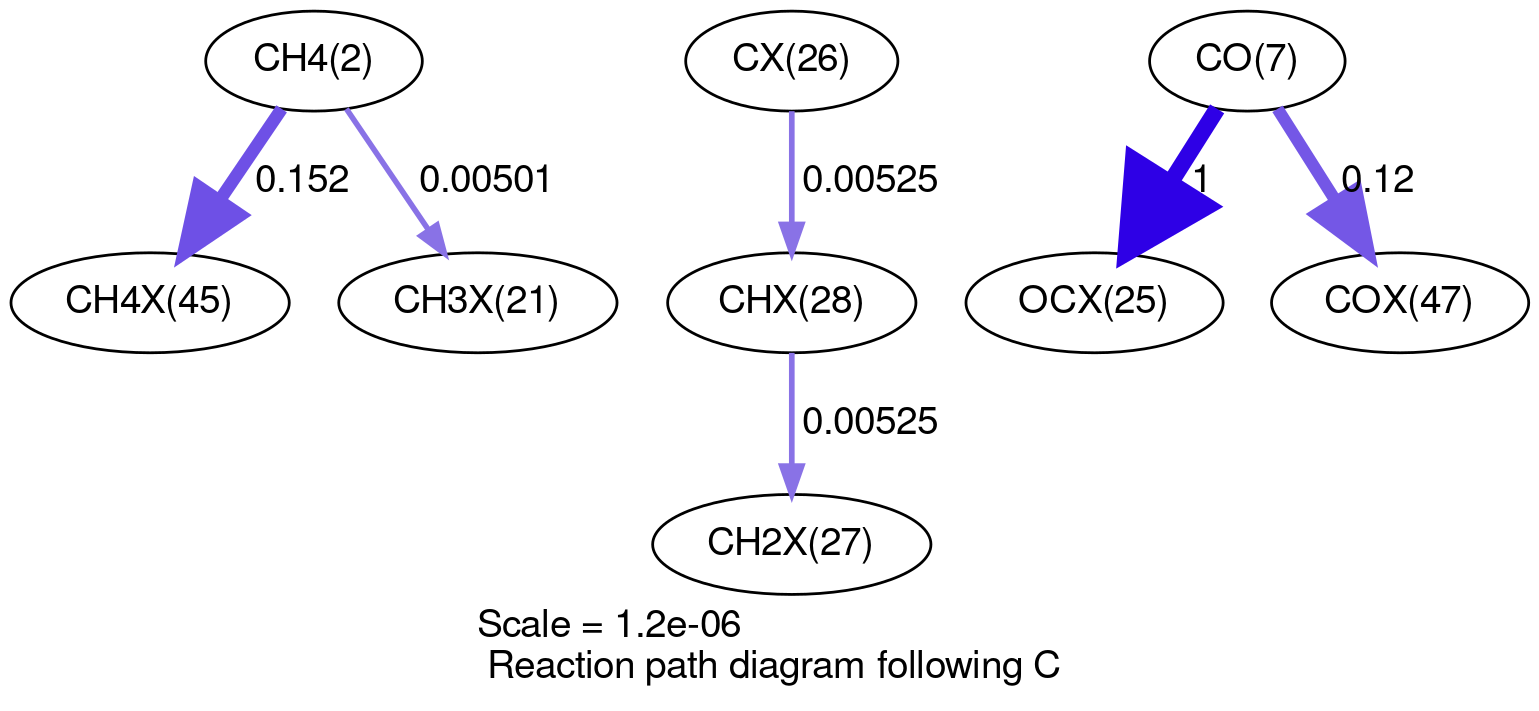 CH4(2)
CX(26)
CO(7)
0.152
0.00501
0.00525
1
0.12
CH4X(45)
CH3X(21)
CHX(28)
OCX(25)
COX(47)
0.00525
CH2X(27)
Scale = 1.2e-06
Reaction path diagram following C